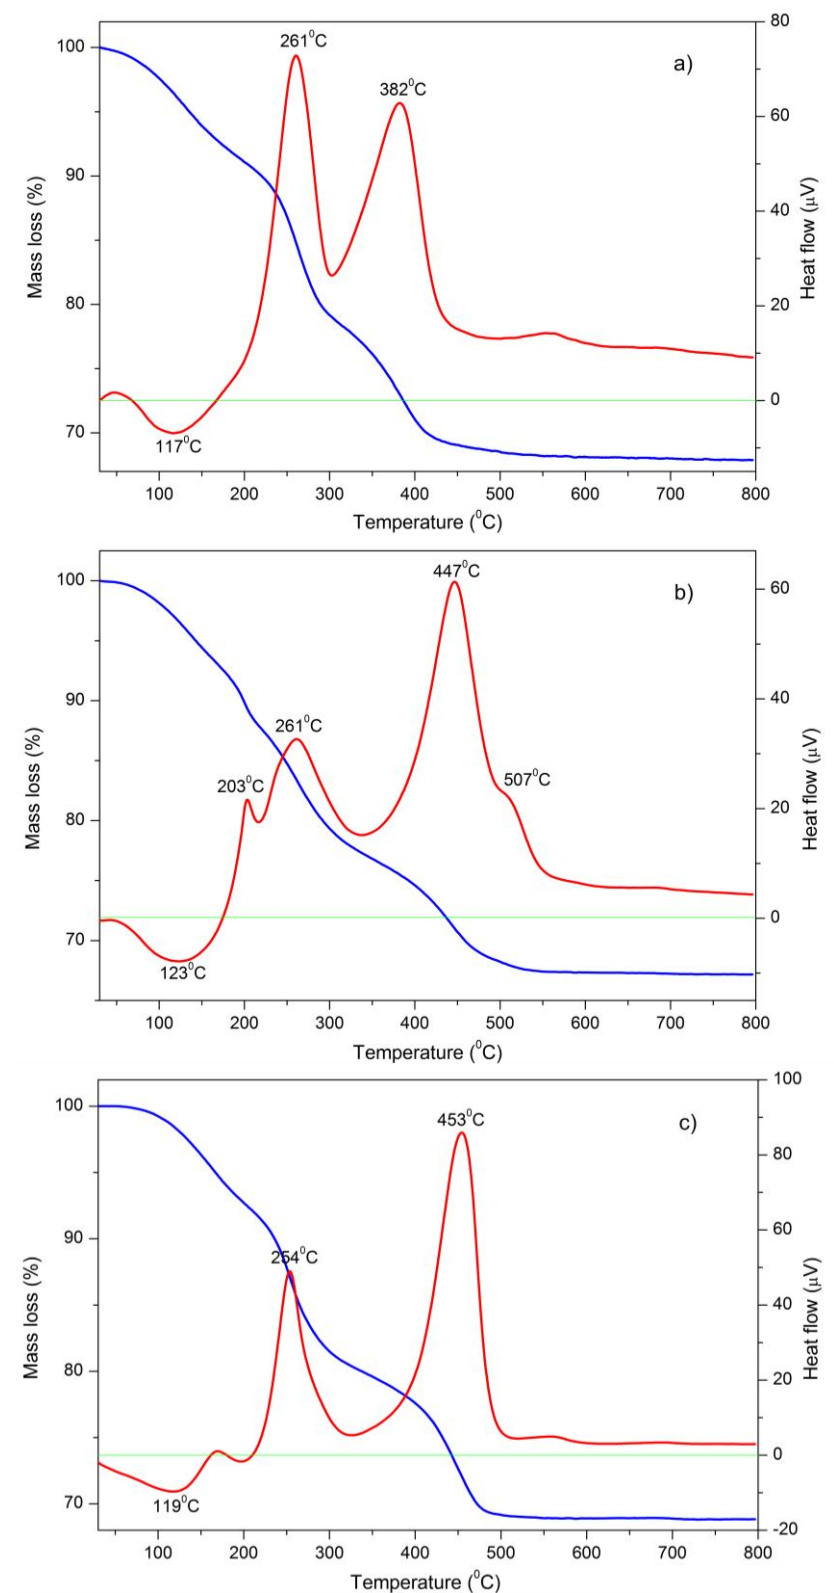 261⁰C
a)
382⁰C
117⁰C
100
90
80
70
Mass loss (%)
80
60
40
20
0
Heat flow (μV)
100 200 300 400 500 600 700 800
Temperature (⁰C)
447⁰C
b)
261⁰C
203⁰C
507⁰C
123⁰C
100
90
80
70
Mass loss (%)
60
40
20
0
Heat flow (μV)
100 200 300 400 500 600 700 800
Temperature (⁰C)
453⁰C
c)
254⁰C
119⁰C
100
90
80
70
Mass loss (%)
100
80
60
40
20
0
-20
Heat flow (μV)
100 200 300 400 500 600 700 800
Temperature (⁰C)